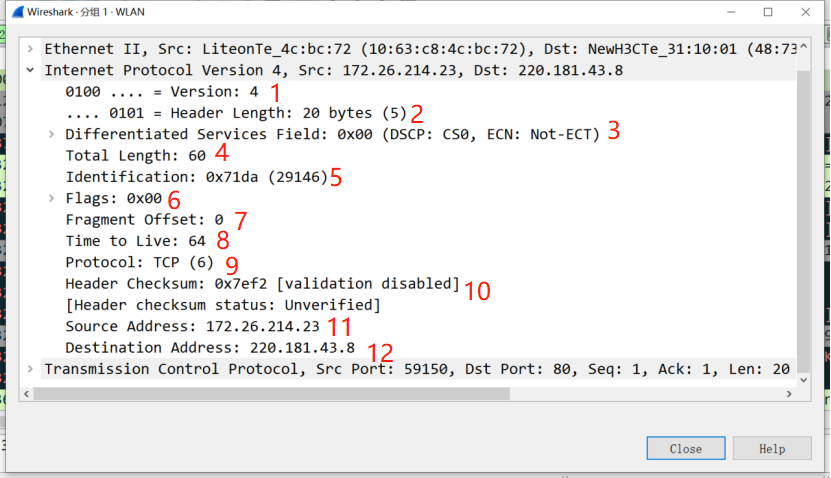 Wireshark · 分组 1 · WLAN
Ethernet II, Src: LiteonTe_4c:bc:72 (10:63:c8:4c:bc:72), Dst: NewH3CTe_31:10:01 (48:73
Internet Protocol Version 4, Src: 172.26.214.23, Dst: 220.181.43.8
0100 .... = Version: 4 1
.... 0101 = Header Length: 20 bytes (5) 2
Differentiated Services Field: 0x00 (DSCP: CS0, ECN: Not-ECT) 3
Total Length: 60 4
Identification: 0x71da (29146) 5
Flags: 0x00 6
Fragment Offset: 0 7
Time to Live: 64 8
Protocol: TCP (6) 9
Header Checksum: 0x7ef2 [validation disabled] 10
[Header checksum status: Unverified]
Source Address: 172.26.214.23 11
Destination Address: 220.181.43.8 12
Transmission Control Protocol, Src Port: 59150, Dst Port: 80, Seq: 1, Ack: 1, Len: 20
Close Help